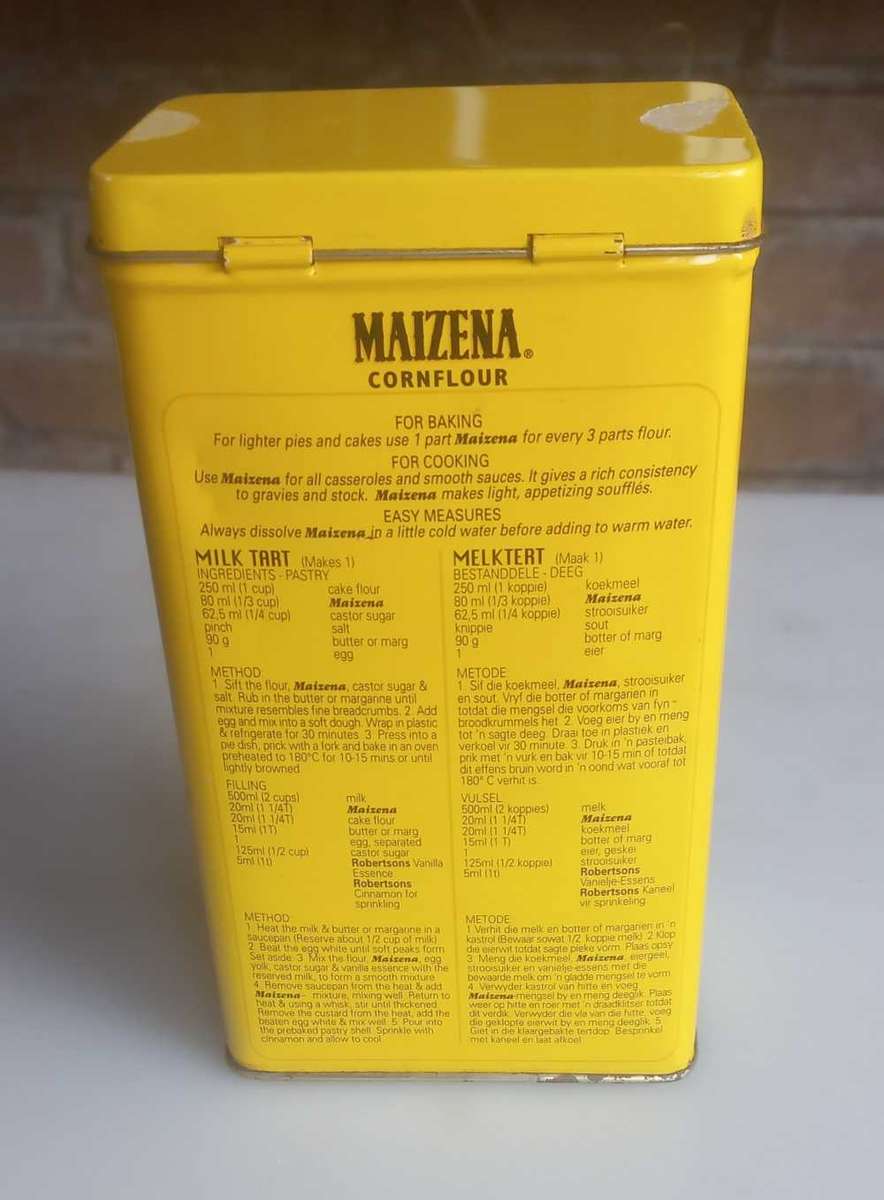 MAIZENA®
CORNFLOUR
FOR BAKING
For lighter pies and cakes use 1 part Maizena for every 3 parts flour.
FOR COOKING
Use Maizena for all casseroles and smooth sauces. It gives a rich consistency
to gravies and stock. Maizena makes light, appetizing soufflés.
EASY MEASURES
Always dissolve Maizena in a little cold water before adding to warm water.
MILK TART (Makes 1)
INGREDIENTS - PASTRY
250 ml (1 cup) cake flour
80 ml (1/3 cup) Maizena
62,5 ml (1/4 cup) castor sugar
pinch salt
90 g butter or marg
1 egg
METHOD
1. Sift the flour, Maizena, castor sugar &
salt. Rub in the butter or margarine until
mixture resembles fine breadcrumbs. 2. Add
egg and mix into a soft dough. Wrap in plastic
& refrigerate for 30 minutes. 3. Press into a
pie dish, prick with a fork and bake in an oven
preheated to 180°C for 10-15 mins or until
lightly browned.
FILLING
500ml (2 cups) milk
20ml (1 1/4T) Maizena
20ml (1 1/4T) cake flour
15ml (1T) butter or marg
1 egg, separated
125ml (1/2 cup) castor sugar
5ml (1t) Robertsons Vanilla
Essence
Robertsons
Cinnamon for
sprinkling
METHOD:
1. Heat the milk & butter or margarine in a
saucepan (Reserve about 1/2 cup of milk)
2. Beat the egg white until soft peaks form
Set aside. 3. Mix the flour, Maizena, egg
yolk, castor sugar & vanilla essence with the
reserved milk, to form a smooth mixture
4. Remove saucepan from the heat & add
Maizena- mixture, mixing well. Return to
heat & using a whisk, stir until thickened.
Remove the custard from the heat, add the
beaten egg white & mix well. 5. Pour into
the prebaked pastry shell. Sprinkle with
cinnamon and allow to cool
MELKTERT (Maak 1)
BESTANDDELE - DEEG
250 ml (1 koppie) koekmeel
80 ml (1/3 koppie) Maizena
62,5 ml (1/4 koppie) strooisuiker
knippie sout
90 g botter of marg
1 eier
METODE
1. Sif die koekmeel, Maizena, strooisuiker
en sout. Vryf die botter of margarien in
totdat die mengsel die voorkoms van fyn -
broodkrummels het. 2. Voeg eier by en meng
tot 'n sagte deeg. Draai toe in plastiek en
verkoel vir 30 minute. 3. Druk in 'n pasteibak,
prik met 'n vurk en bak vir 10-15 min of totdat
dit effens bruin word in 'n oond wat vooraf tot
180° C verhit is.
VULSEL
500ml (2 koppies) melk
20ml (1 1/4T) Maizena
20ml (1 1/4T) koekmeel
15ml (1 T) botter of marg
1 eier, geskei
125ml (1/2 koppie) strooisuiker
5ml (1t) Robertsons
Vanielje-Essens
Robertsons Kaneel
vir sprinkeling
METODE:
1 Verhit die melk en botter of margarien in 'n
kastrol (Bewaar sowat 1/2 koppie melk) 2 Klop
die eierwit totdat sagte pieke vorm. Plaas opsy
3 Meng die koekmeel, Maizena, eiergeel,
strooisuiker en vanielje-essens met die
bewaarde melk om 'n gladde mengsel te vorm
4. Verwyder kastrol van hitte en voeg
Maizena-mengsel by en meng deeglik. Plaas
weer op hitte en roer met 'n draadklitser totdat
dit verdik. Verwyder die vla van die hitte, voeg
die geklopte eierwit by en meng deeglik. 5.
Giet in die klaargebakte tertdop. Besprinkel
met kaneel en laat afkoel